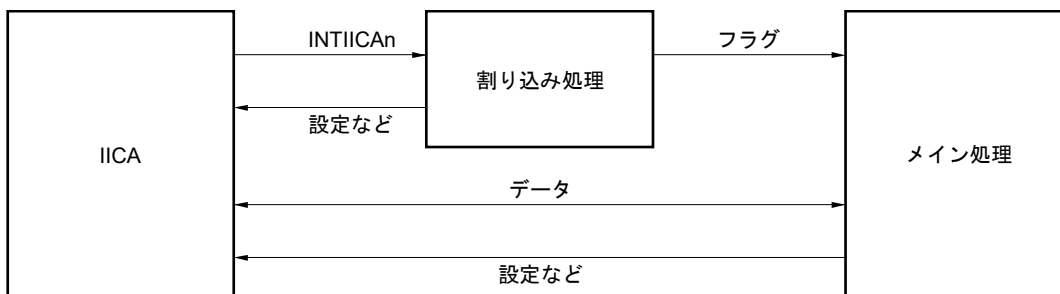 INTIICAn
フラグ
割り込み処理
設定など
IICA
メイン処理
データ
設定など